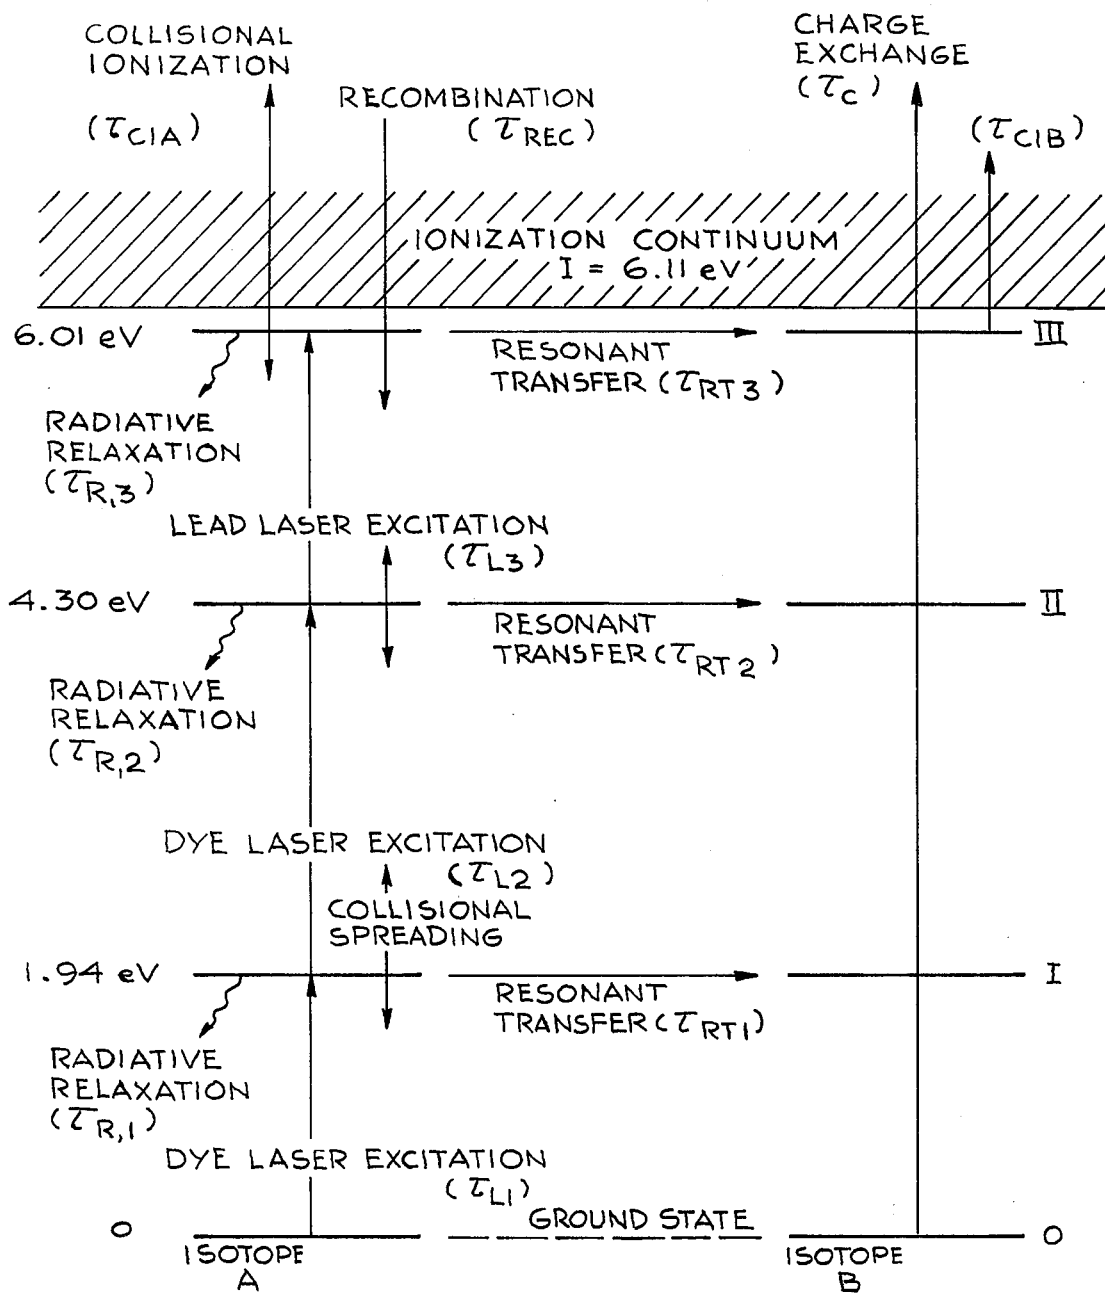 COLLISIONAL
IONIZATION
(τCIA)
RECOMBINATION
(τREC)
CHARGE
EXCHANGE
(τC)
(τCIB)
IONIZATION CONTINUUM
I = 6.11 eV
6.01 eV
III
RESONANT
TRANSFER (τRT3)
RADIATIVE
RELAXATION
(τR,3)
LEAD LASER EXCITATION
(τL3)
4.30 eV
II
RESONANT
TRANSFER (τRT2)
RADIATIVE
RELAXATION
(τR,2)
DYE LASER EXCITATION
(τL2)
COLLISIONAL
SPREADING
1.94 eV
I
RESONANT
TRANSFER (τRT1)
RADIATIVE
RELAXATION
(τR,1)
DYE LASER EXCITATION
(τL1)
GROUND STATE
0
0
ISOTOPE
A
ISOTOPE
B